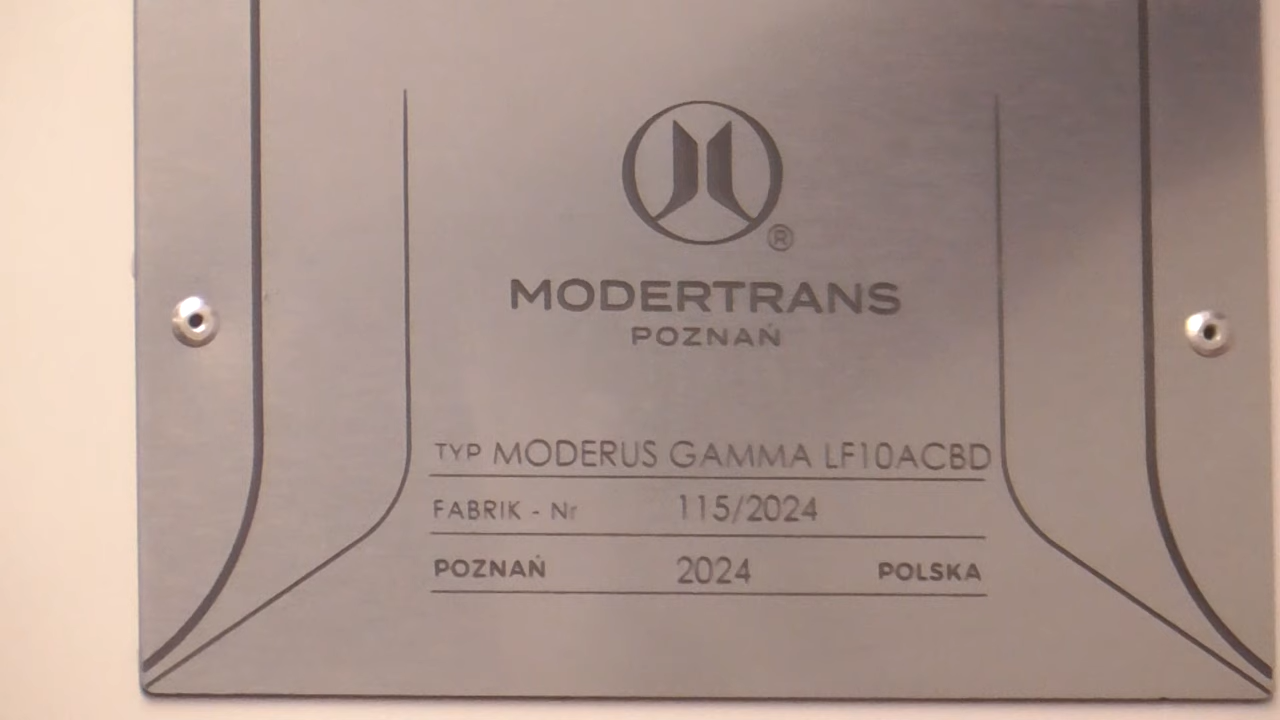 ®
MODERTRANS
POZNAŃ
TYP MODERUS GAMMA LF10ACBD
FABRIK - Nr 115/2024
POZNAŃ 2024 POLSKA